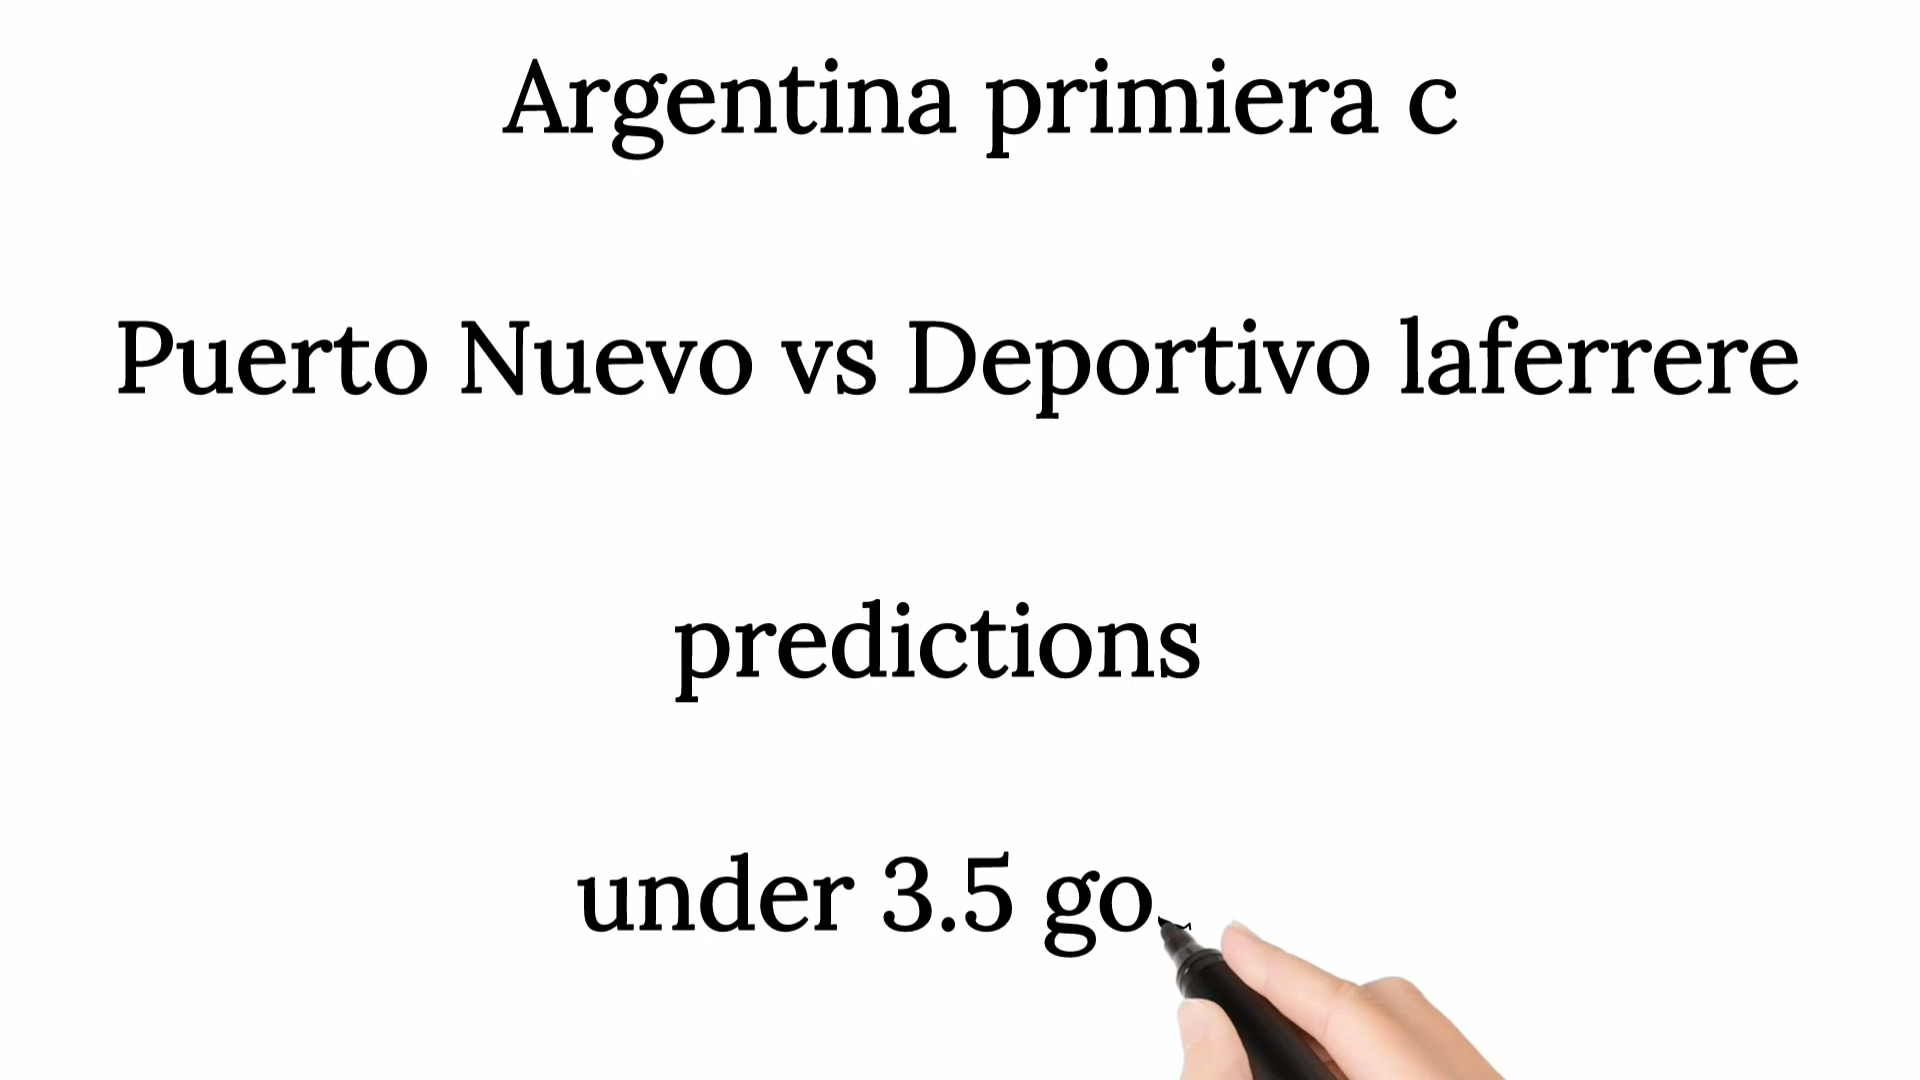 Argentina primiera c
Puerto Nuevo vs Deportivo laferrere
predictions
under 3.5 go